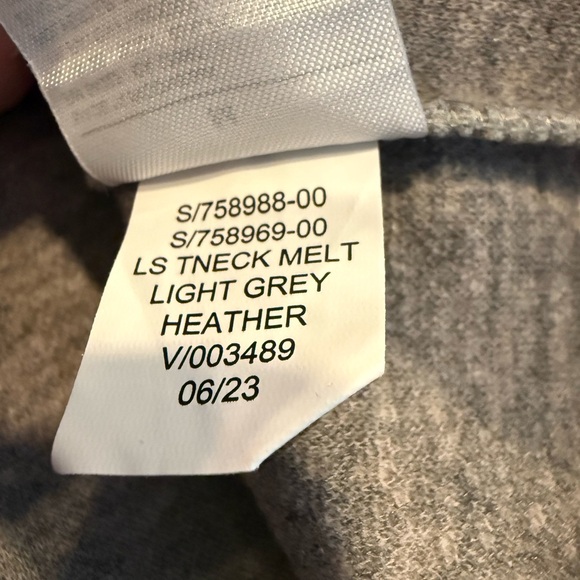 S/758988-00
S/758969-00
LS TNECK MELT
LIGHT GREY
HEATHER
V/003489
06/23